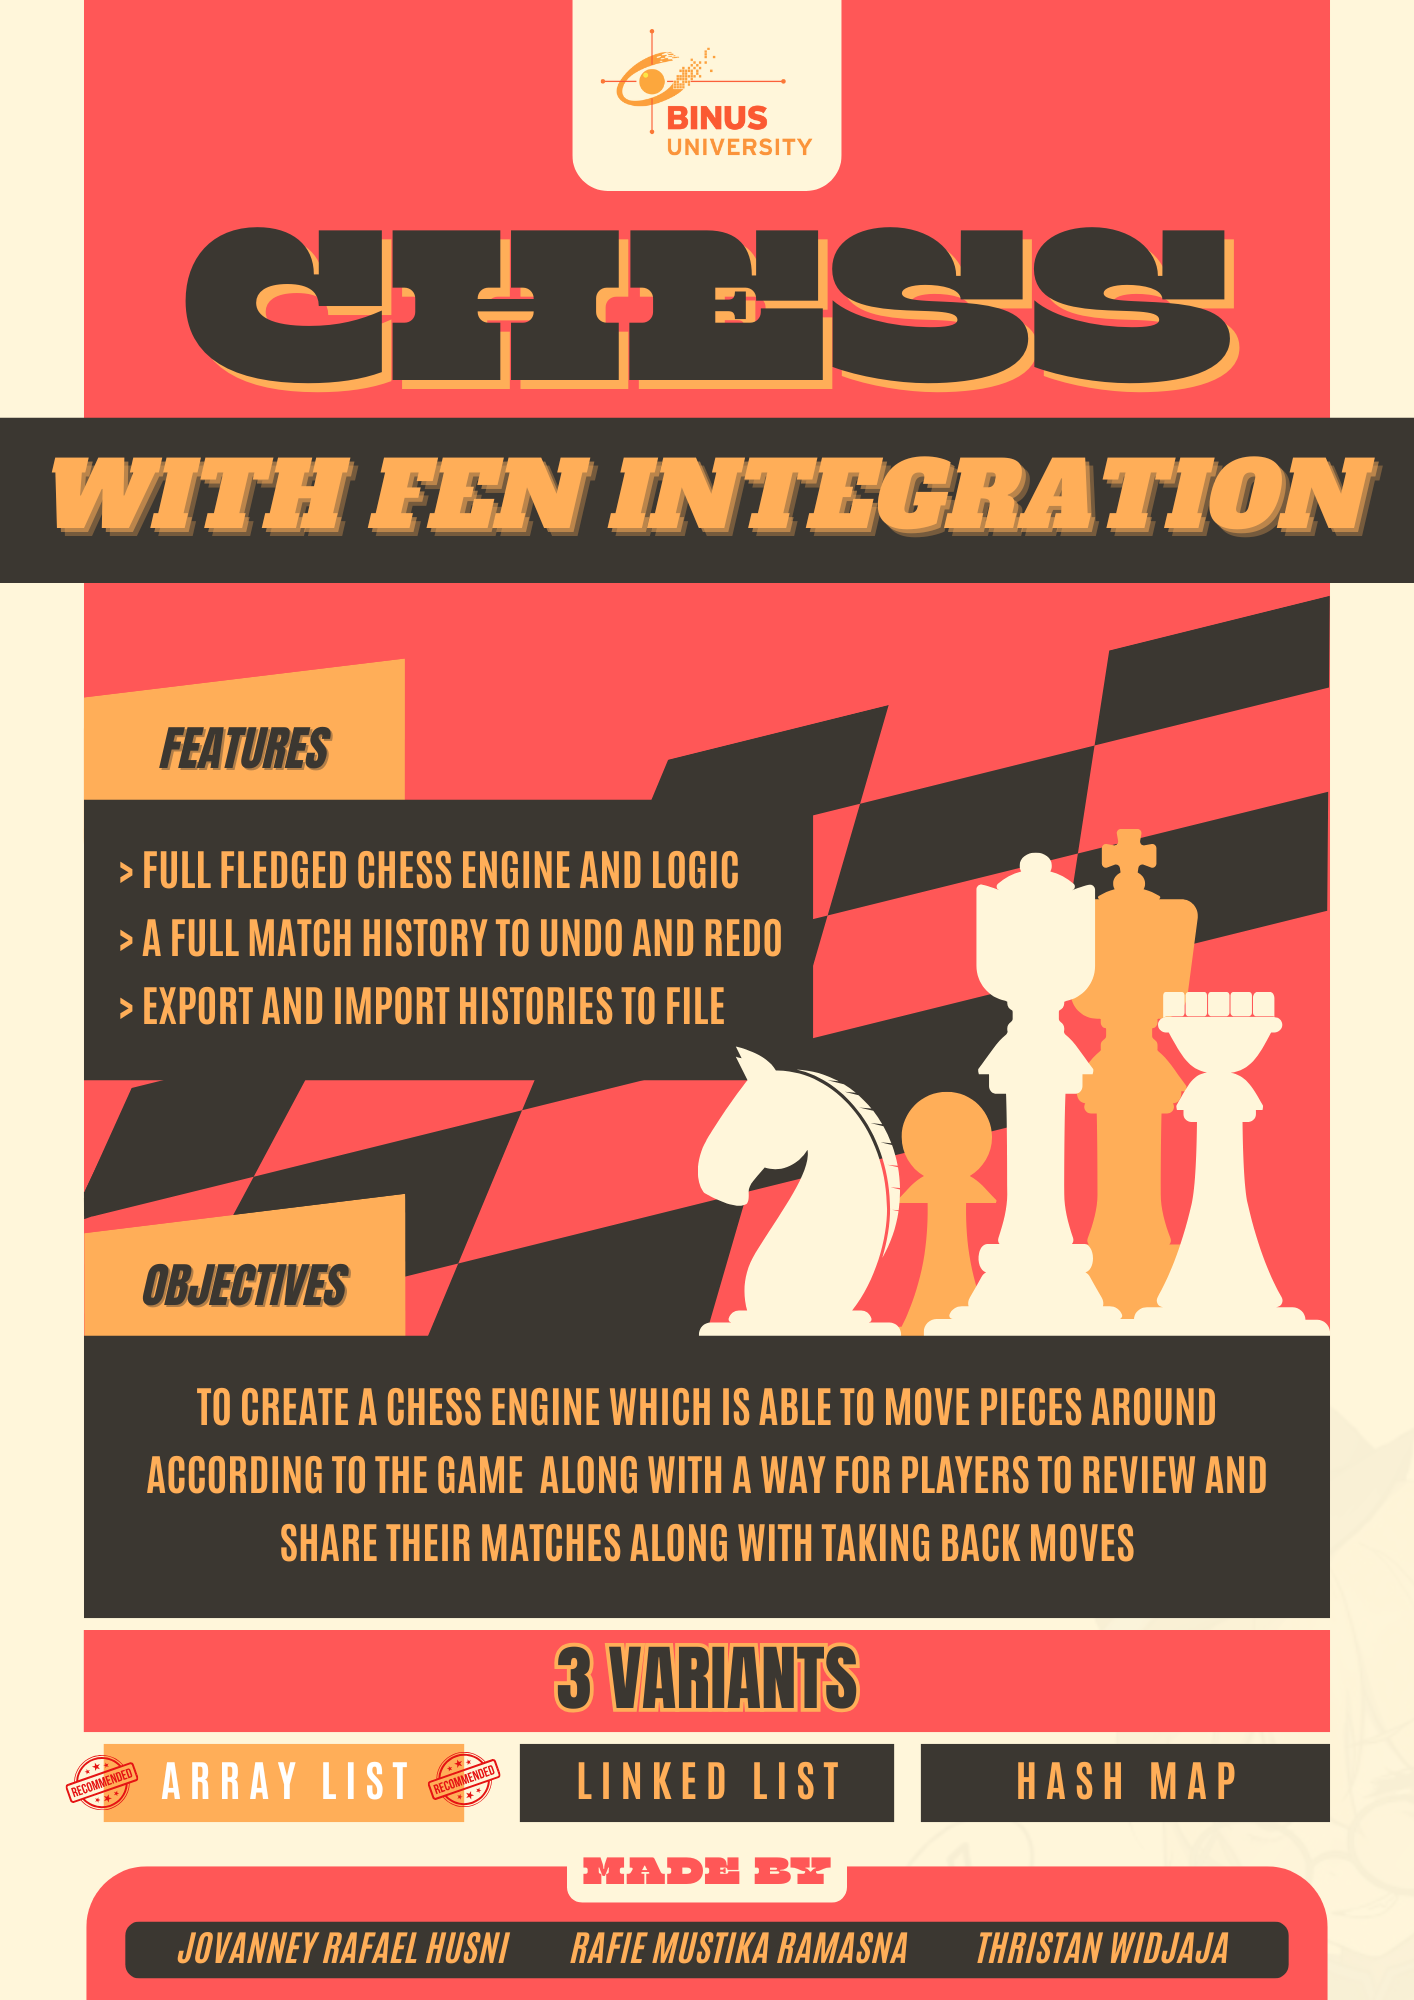 BINUS
UNIVERSITY
CHESS
WITH FEN INTEGRATION
FEATURES
> FULL FLEDGED CHESS ENGINE AND LOGIC
> A FULL MATCH HISTORY TO UNDO AND REDO
> EXPORT AND IMPORT HISTORIES TO FILE
OBJECTIVES
TO CREATE A CHESS ENGINE WHICH IS ABLE TO MOVE PIECES AROUND
ACCORDING TO THE GAME ALONG WITH A WAY FOR PLAYERS TO REVIEW AND
SHARE THEIR MATCHES ALONG WITH TAKING BACK MOVES
3 VARIANTS
RECOMMENDED ARRAY LIST RECOMMENDED
LINKED LIST
HASH MAP
MADE BY
JOVANNEY RAFAEL HUSNI RAFIE MUSTIKA RAMASNA THRISTAN WIDJAJA